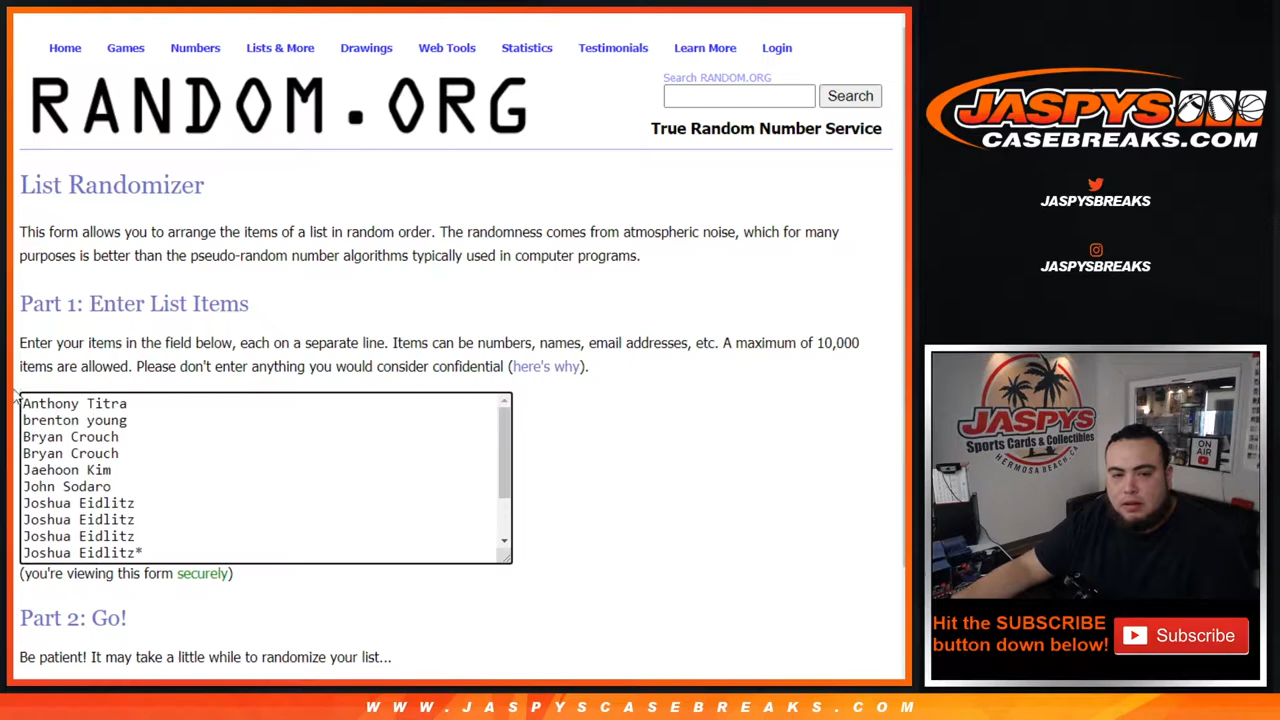 Home Games Numbers Lists & More Drawings Web Tools Statistics Testimonials Learn More Login
RANDOM.ORG
Search RANDOM.ORG
Search
True Random Number Service
List Randomizer
This form allows you to arrange the items of a list in random order. The randomness comes from atmospheric noise, which for many
purposes is better than the pseudo-random number algorithms typically used in computer programs.
Part 1: Enter List Items
Enter your items in the field below, each on a separate line. Items can be numbers, names, email addresses, etc. A maximum of 10,000
items are allowed. Please don't enter anything you would consider confidential (here's why).
Anthony Titra
brenton young
Bryan Crouch
Bryan Crouch
Jaehoon Kim
John Sodaro
Joshua Eidlitz
Joshua Eidlitz
Joshua Eidlitz
Joshua Eidlitz*
(you're viewing this form securely)
Part 2: Go!
Be patient! It may take a little while to randomize your list...
JASPYS
CASEBREAKS.COM
JASPYSBREAKS
JASPYSBREAKS
JASPYS
Sports Cards & Collectibles
HERMOSA BEACH, CA
ON
AIR
Hit the SUBSCRIBE
button down below!
Subscribe
WWW.JASPYSCASEBREAKS.COM